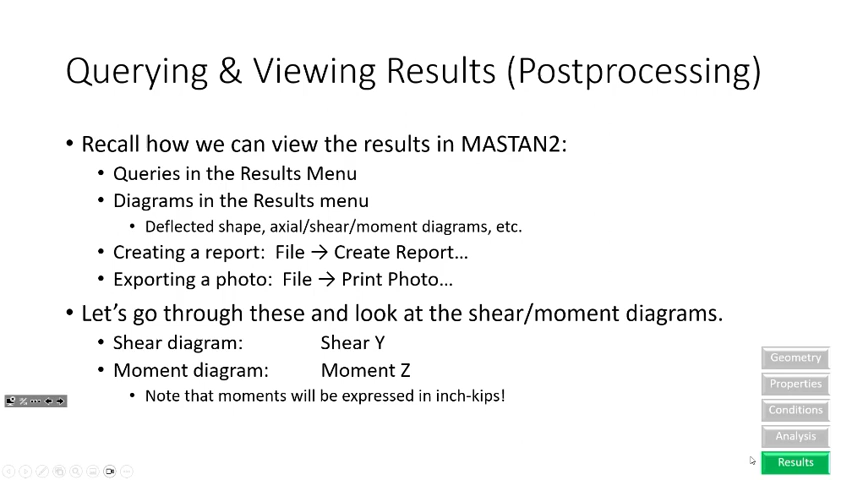 Querying & Viewing Results (Postprocessing)
• Recall how we can view the results in MASTAN2:
• Queries in the Results Menu
• Diagrams in the Results menu
• Deflected shape, axial/shear/moment diagrams, etc.
• Creating a report: File → Create Report...
• Exporting a photo: File → Print Photo...
• Let's go through these and look at the shear/moment diagrams.
• Shear diagram: Shear Y
• Moment diagram: Moment Z
• Note that moments will be expressed in inch-kips!
Geometry
Properties
Conditions
Analysis
Results